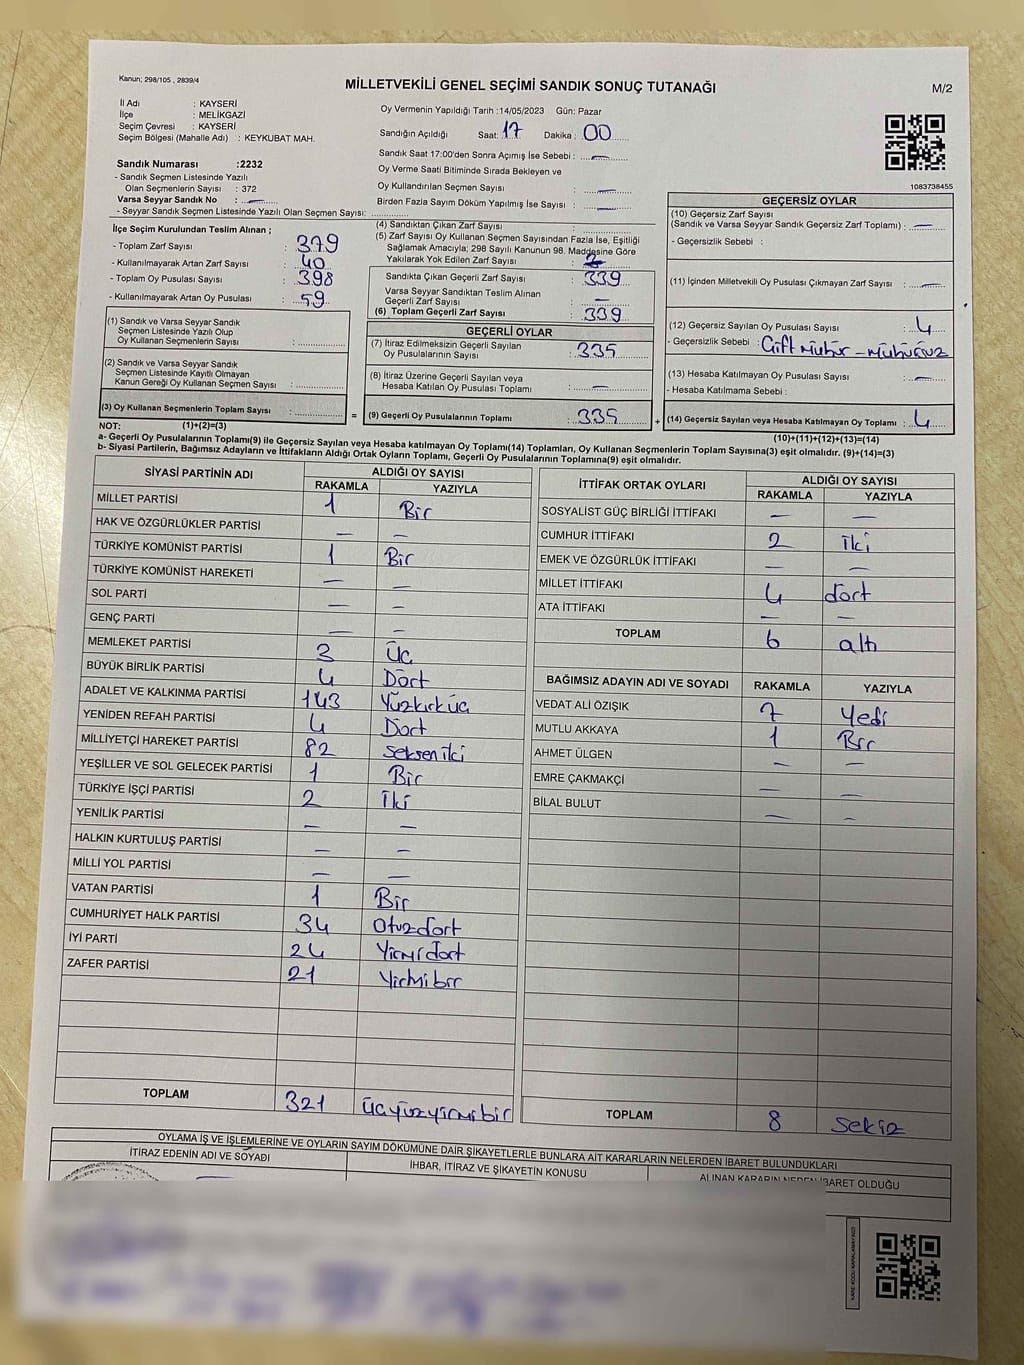 Kanun; 298/105 , 2839/4
MİLLETVEKİLİ GENEL SEÇİMİ SANDIK SONUÇ TUTANAĞI
M/2
İl Adı : KAYSERİ
İlçe : MELİKGAZİ
Seçim Çevresi : KAYSERİ
Seçim Bölgesi (Mahalle Adı) : KEYKUBAT MAH.
Sandık Numarası :2232
- Sandık Seçmen Listesinde Yazılı
Olan Seçmenlerin Sayısı : 372
Varsa Seyyar Sandık No : —
- Seyyar Sandık Seçmen Listesinde Yazılı Olan Seçmen Sayısı: ............
Oy Vermenin Yapıldığı Tarih :14/05/2023 Gün: Pazar
Sandığın Açıldığı Saat: 17 Dakika : 00
Sandık Saat 17:00'den Sonra Açımış İse Sebebi : —
Oy Verme Saati Bitiminde Sırada Bekleyen ve
Oy Kullandırılan Seçmen Sayısı : —
Birden Fazla Sayım Döküm Yapılmış İse Sayısı : —
1083738455
İlçe Seçim Kurulundan Teslim Alınan ;
- Toplam Zarf Sayısı : 379
- Kullanılmayarak Artan Zarf Sayısı : 40
- Toplam Oy Pusulası Sayısı : 398
- Kullanılmayarak Artan Oy Pusulası : 59
(1) Sandık ve Varsa Seyyar Sandık
Seçmen Listesinde Yazılı Olup
Oy Kullanan Seçmenlerin Sayısı : ............
(2) Sandık ve Varsa Seyyar Sandık
Seçmen Listesinde Kayıtlı Olmayan
Kanun Gereği Oy Kullanan Seçmen Sayısı : ............
(3) Oy Kullanan Seçmenlerin Toplam Sayısı : ............
(4) Sandıktan Çıkan Zarf Sayısı : ............
(5) Zarf Sayısı Oy Kullanan Seçmen Sayısından Fazla İse, Eşitliği
Sağlamak Amacıyla; 298 Sayılı Kanunun 98. Maddesine Göre
Yakılarak Yok Edilen Zarf Sayısı :
Sandıkta Çıkan Geçerli Zarf Sayısı : 339
Varsa Seyyar Sandıktan Teslim Alınan
Geçerli Zarf Sayısı : —
(6) Toplam Geçerli Zarf Sayısı : 339
GEÇERLİ OYLAR
(7) İtiraz Edilmeksizin Geçerli Sayılan
Oy Pusulalarının Sayısı : 335
(8) İtiraz Üzerine Geçerli Sayılan veya
Hesaba Katılan Oy Pusulası Toplamı : —
= (9) Geçerli Oy Pusulalarının Toplamı : 335 +
GEÇERSİZ OYLAR
(10) Geçersiz Zarf Sayısı
(Sandık ve Varsa Seyyar Sandık Geçersiz Zarf Toplamı) : —
- Geçersizlik Sebebi :
(11) İçinden Milletvekili Oy Pusulası Çıkmayan Zarf Sayısı : —
(12) Geçersiz Sayılan Oy Pusulası Sayısı : 4
- Geçersizlik Sebebi : Çift Mühür - Mühürsüz
(13) Hesaba Katılmayan Oy Pusulası Sayısı : —
- Hesaba Katılmama Sebebi :
(14) Geçersiz Sayılan veya Hesaba Katılmayan Oy Toplamı : 4
NOT: (1)+(2)=(3)
(10)+(11)+(12)+(13)=(14)
a- Geçerli Oy Pusulalarının Toplamı(9) ile Geçersiz Sayılan veya Hesaba katılmayan Oy Toplamı(14) Toplamları, Oy Kullanan Seçmenlerin Toplam Sayısına(3) eşit olmalıdır. (9)+(14)=(3)
b- Siyasi Partilerin, Bağımsız Adayların ve İttifakların Aldığı Ortak Oyların Toplamı, Geçerli Oy Pusulalarının Toplamına(9) eşit olmalıdır.
SİYASİ PARTİNİN ADI ALDIĞI OY SAYISI
RAKAMLA YAZIYLA
MİLLET PARTİSİ 1 Bir
HAK VE ÖZGÜRLÜKLER PARTİSİ — —
TÜRKİYE KOMÜNİST PARTİSİ 1 Bir
TÜRKİYE KOMÜNİST HAREKETİ — —
SOL PARTİ — —
GENÇ PARTİ — —
MEMLEKET PARTİSİ 3 Üç
BÜYÜK BİRLİK PARTİSİ 4 Dört
ADALET VE KALKINMA PARTİSİ 143 Yüzkırküç
YENİDEN REFAH PARTİSİ 4 Dört
MİLLİYETÇİ HAREKET PARTİSİ 82 Seksen iki
YEŞİLLER VE SOL GELECEK PARTİSİ 1 Bir
TÜRKİYE İŞÇİ PARTİSİ 2 İki
YENİLİK PARTİSİ — —
HALKIN KURTULUŞ PARTİSİ — —
MİLLİ YOL PARTİSİ — —
VATAN PARTİSİ 1 Bir
CUMHURİYET HALK PARTİSİ 34 Otuzdört
İYİ PARTİ 24 Yirmidört
ZAFER PARTİSİ 21 Yirmibir
TOPLAM 321 Üçyüzyirmibir
İTTİFAK ORTAK OYLARI ALDIĞI OY SAYISI
RAKAMLA YAZIYLA
SOSYALİST GÜÇ BİRLİĞİ İTTİFAKI — —
CUMHUR İTTİFAKI 2 İki
EMEK VE ÖZGÜRLÜK İTTİFAKI — —
MİLLET İTTİFAKI 4 dört
ATA İTTİFAKI — —
TOPLAM 6 altı
BAĞIMSIZ ADAYIN ADI VE SOYADI RAKAMLA YAZIYLA
VEDAT ALİ ÖZIŞIK 7 Yedi
MUTLU AKKAYA 1 Bir
AHMET ÜLGEN — —
EMRE ÇAKMAKÇİ — —
BİLAL BULUT — —
TOPLAM 8 Sekiz
OYLAMA İŞ VE İŞLEMLERİNE VE OYLARIN SAYIM DÖKÜMÜNE DAİR ŞİKAYETLERLE BUNLARA AİT KARARLARIN NELERDEN İBARET BULUNDUKLARI
İTİRAZ EDENİN ADI VE SOYADI
İHBAR, İTİRAZ VE ŞİKAYETİN KONUSU
ALINAN KARARIN NEDEN İBARET OLDUĞU